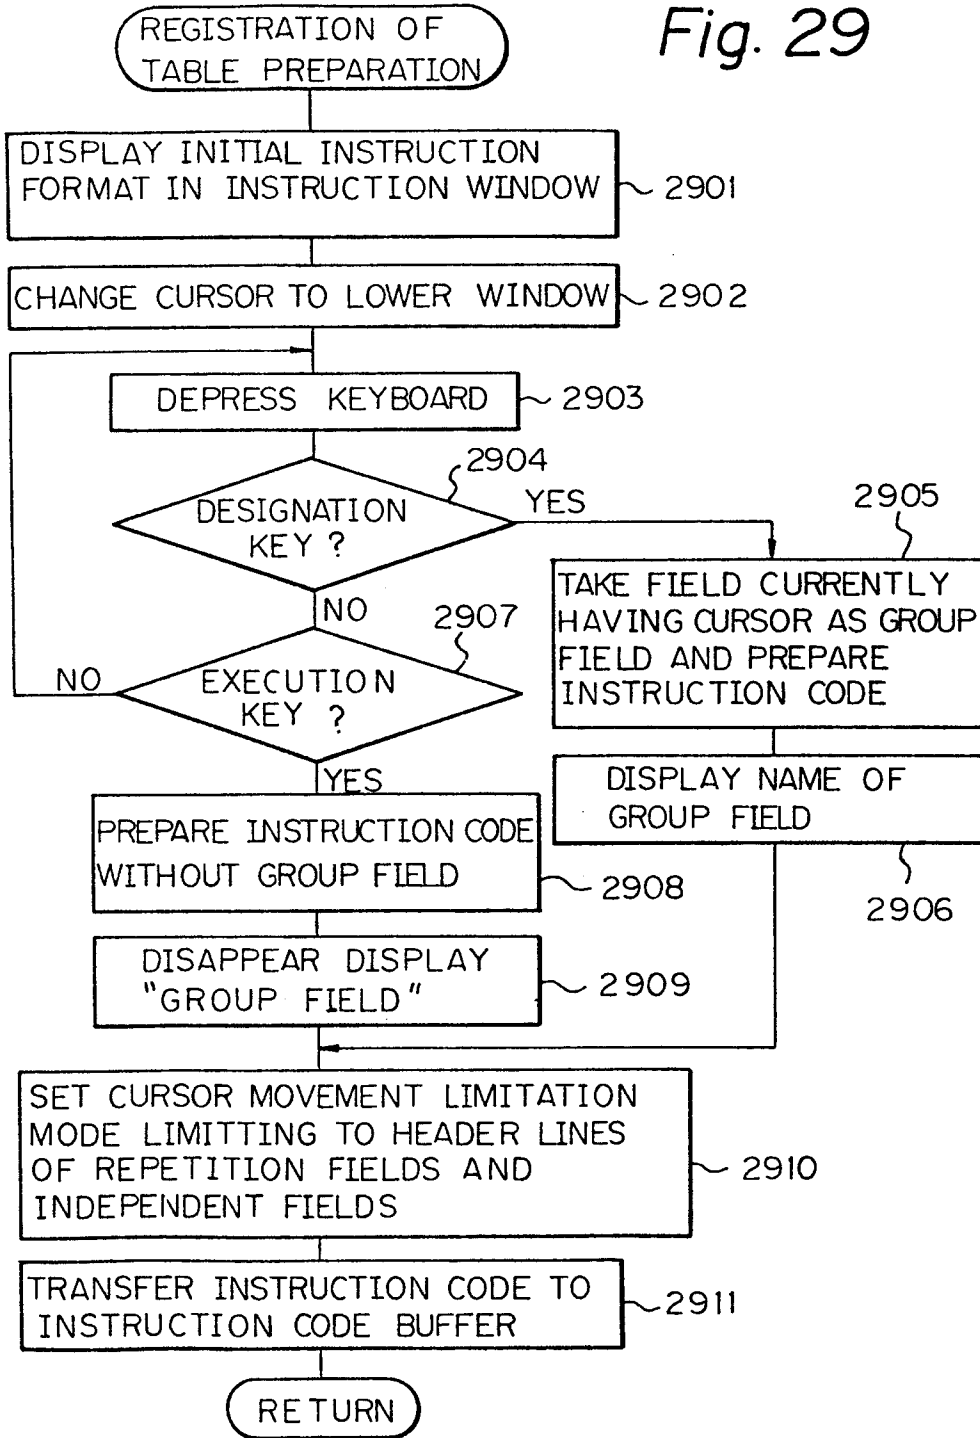 Fig. 29
REGISTRATION OF
TABLE PREPARATION
DISPLAY INITIAL INSTRUCTION
FORMAT IN INSTRUCTION WINDOW
2901
CHANGE CURSOR TO LOWER WINDOW
2902
DEPRESS KEYBOARD
2903
2904
DESIGNATION
KEY ?
YES
NO
2905
TAKE FIELD CURRENTLY
HAVING CURSOR AS GROUP
FIELD AND PREPARE
INSTRUCTION CODE
2907
EXECUTION
KEY ?
NO
YES
DISPLAY NAME OF
GROUP FIELD
2906
PREPARE INSTRUCTION CODE
WITHOUT GROUP FIELD
2908
DISAPPEAR DISPLAY
"GROUP FIELD"
2909
SET CURSOR MOVEMENT LIMITATION
MODE LIMITTING TO HEADER LINES
OF REPETITION FIELDS AND
INDEPENDENT FIELDS
2910
TRANSFER INSTRUCTION CODE TO
INSTRUCTION CODE BUFFER
2911
RETURN